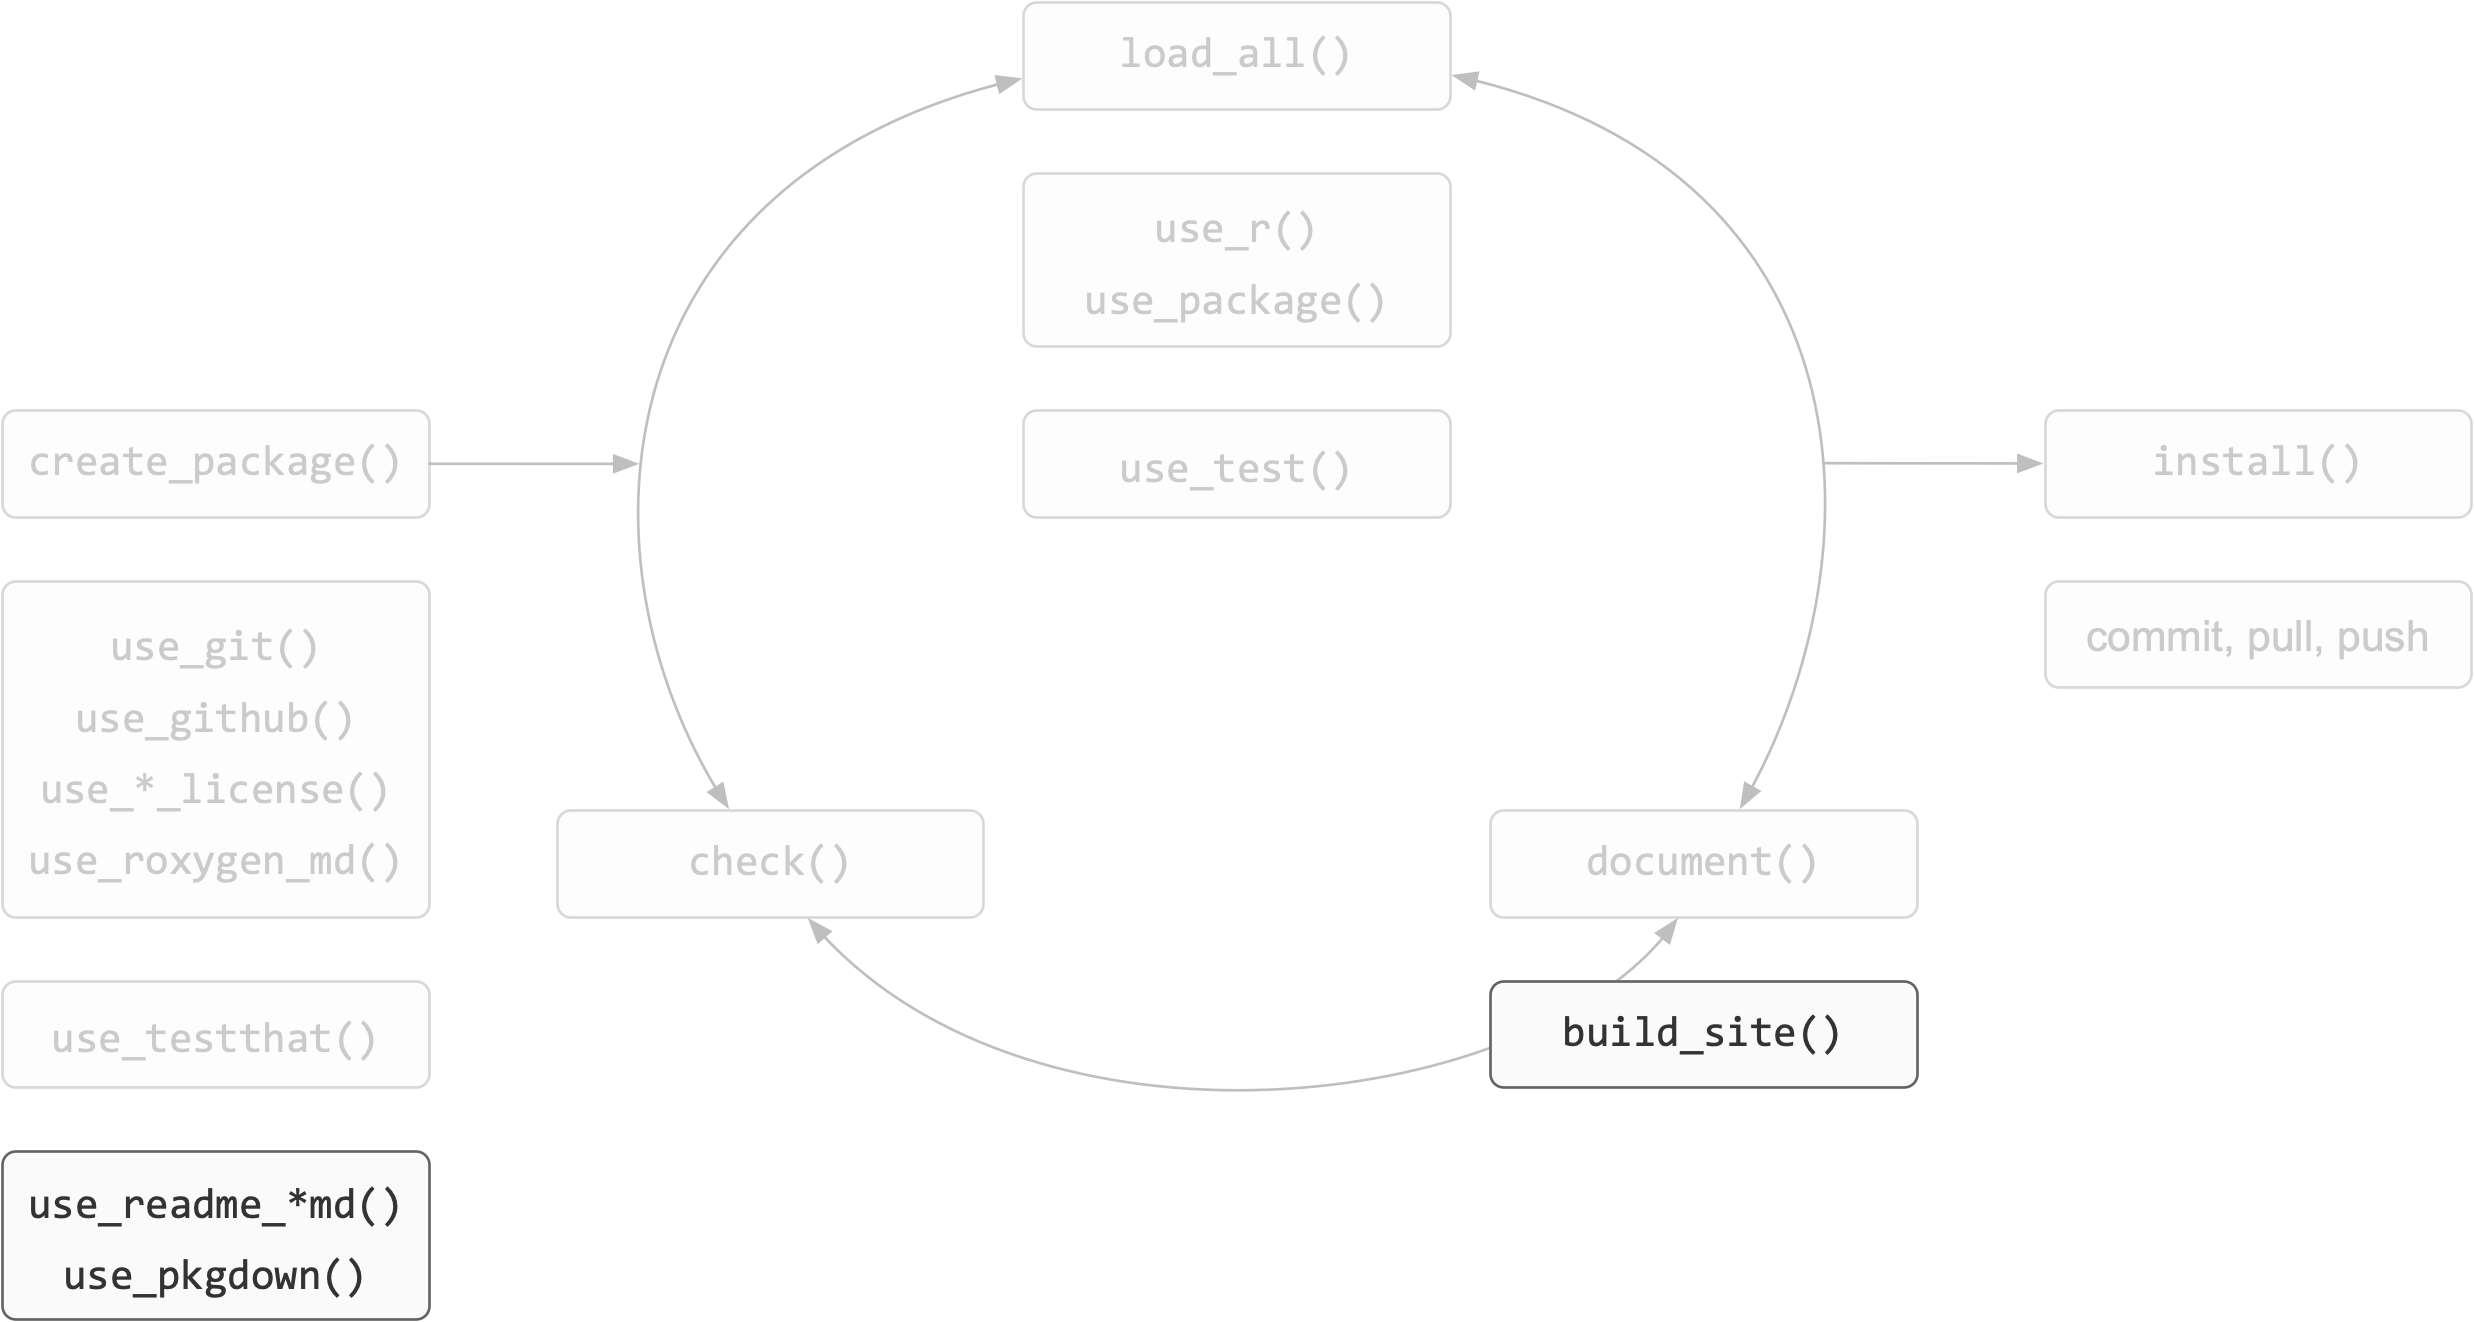 load_all()
use_r()
use_package()
create_package()
use_test()
install()
use_git()
use_github()
use_*_license()
use_roxygen_md()
commit, pull, push
check()
document()
use_testthat()
build_site()
use_readme_*md()
use_pkgdown()